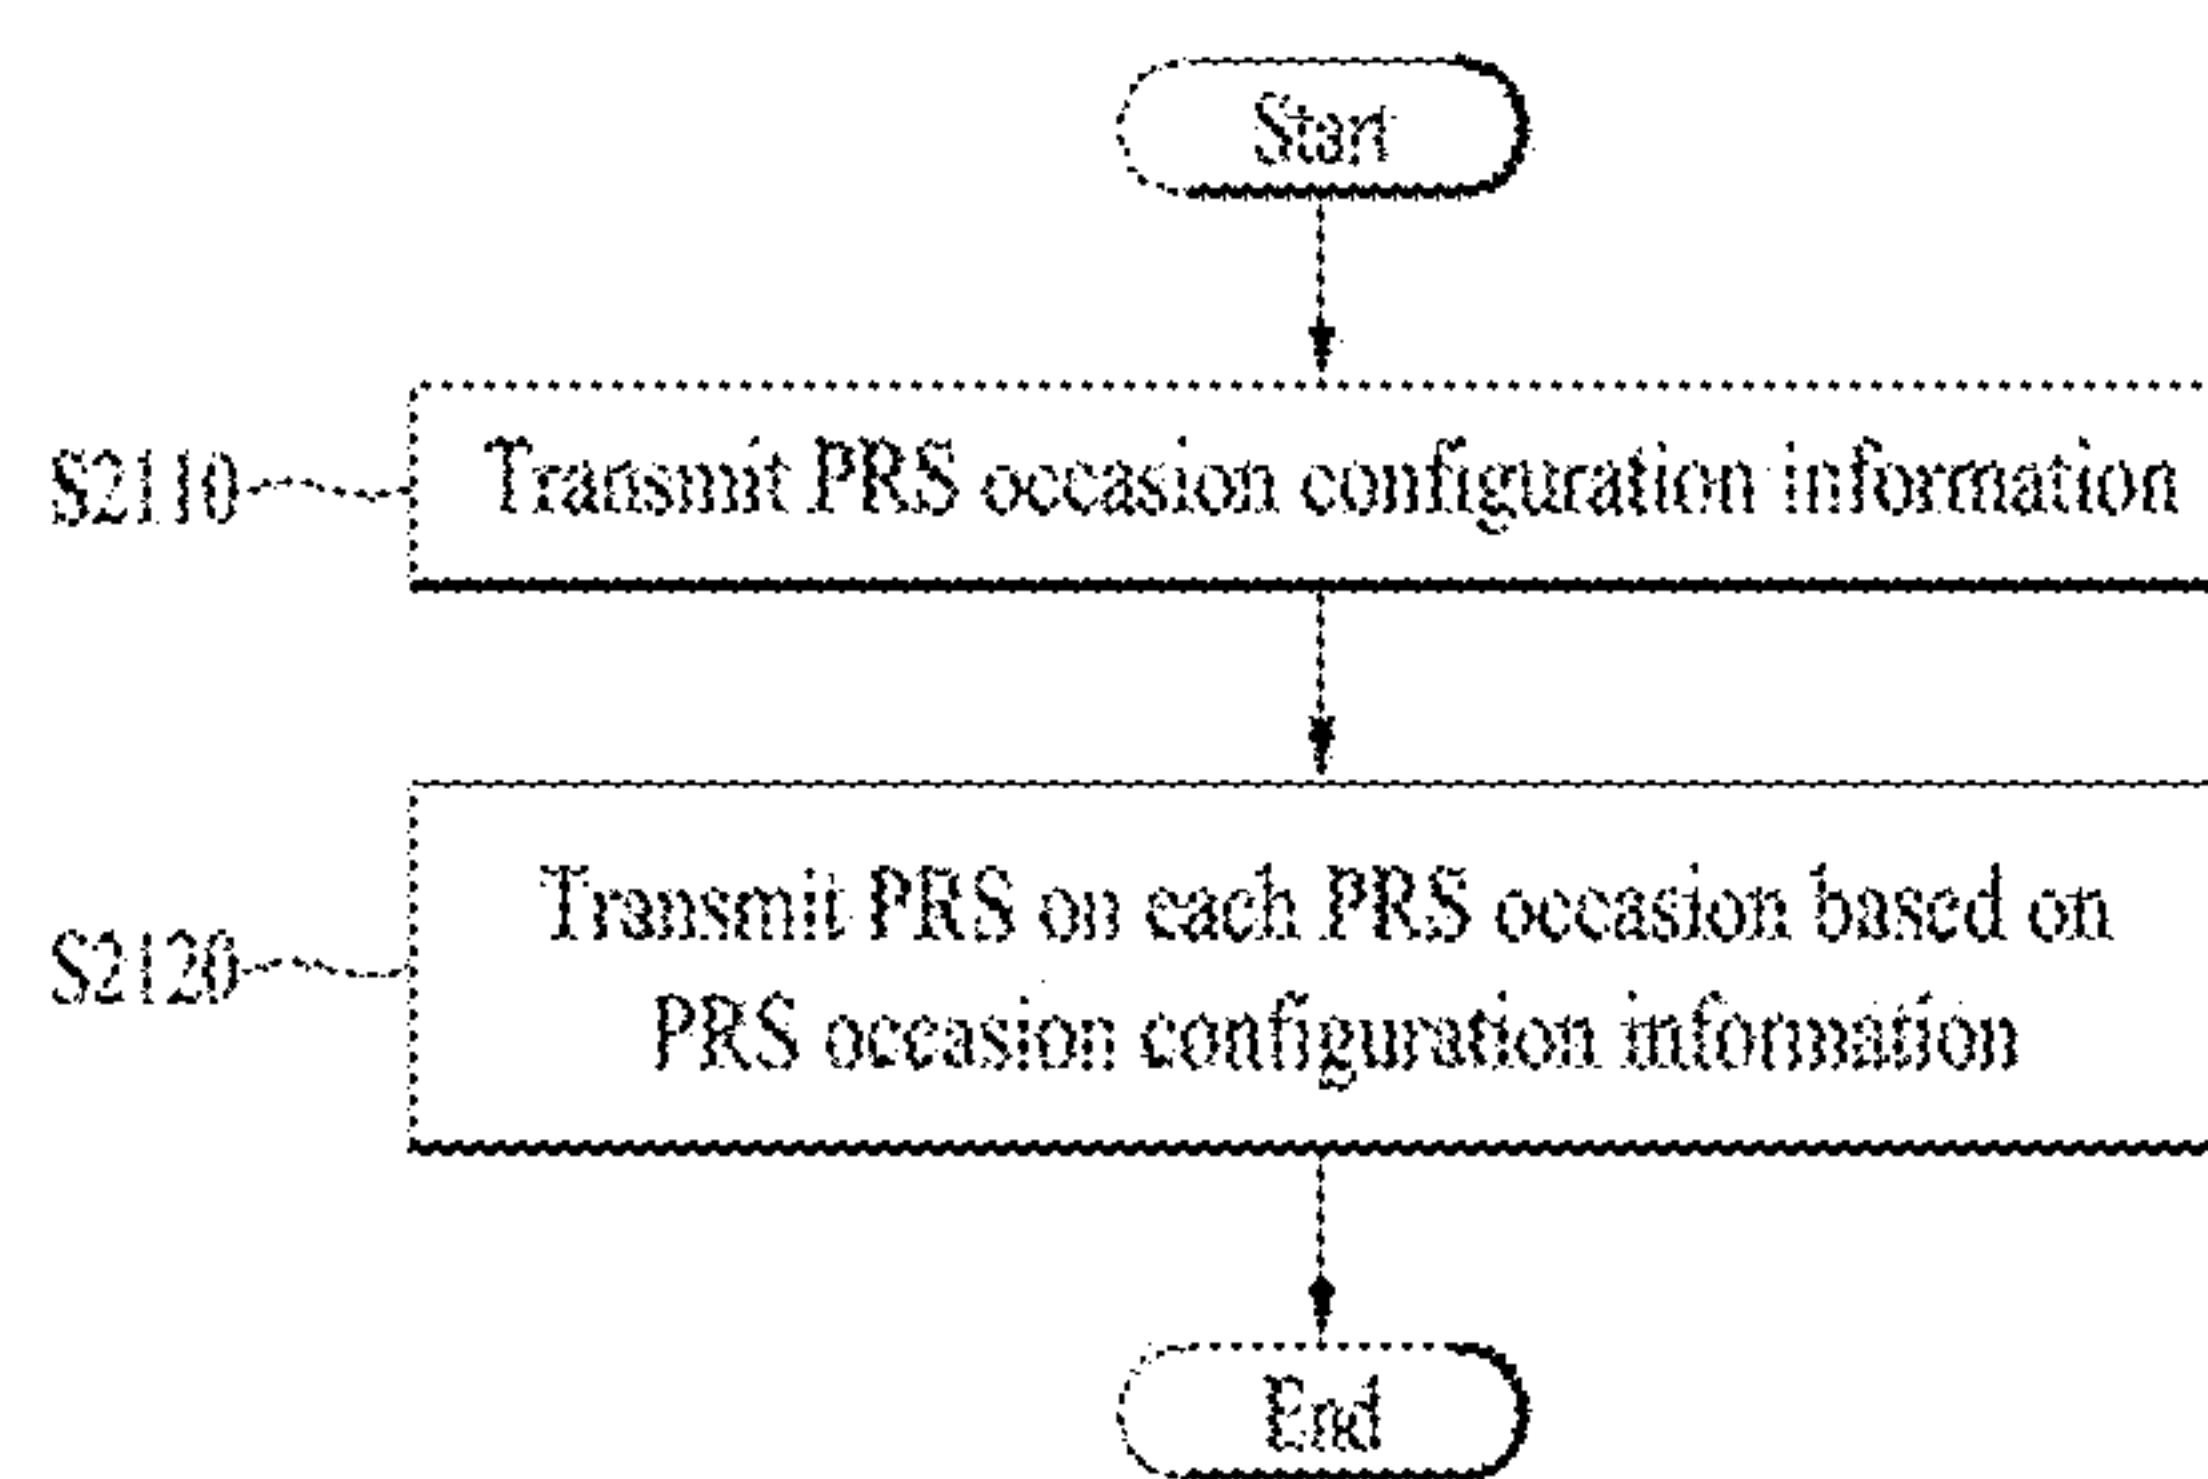 Start
S2110
Transmit PRS occasion configuration information
S2120
Transmit PRS on each PRS occasion based on
PRS occasion configuration information
End